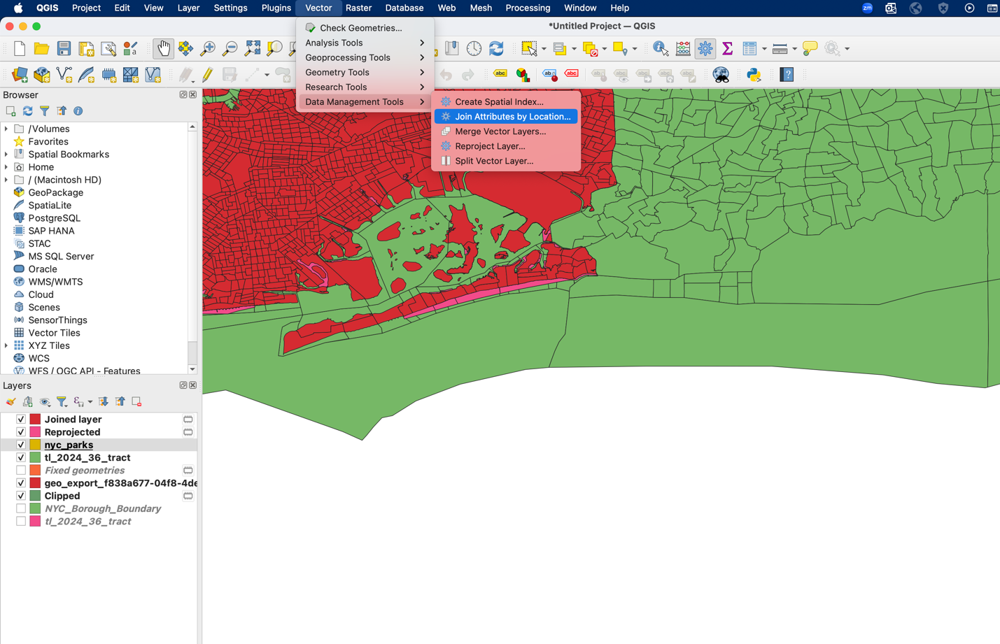 QGIS Project Edit View Layer Settings Plugins Vector Raster Database Web Mesh Processing Window Help
zm
*Untitled Project — QGIS
Check Geometries...
Analysis Tools
Geoprocessing Tools
Geometry Tools
Research Tools
Data Management Tools
Create Spatial Index...
Join Attributes by Location...
Merge Vector Layers...
Reproject Layer...
Split Vector Layer...
abc
abc
Browser
/Volumes
Favorites
Spatial Bookmarks
Home
/ (Macintosh HD)
GeoPackage
SpatiaLite
PostgreSQL
SAP HANA
STAC
MS SQL Server
Oracle
WMS/WMTS
Cloud
Scenes
SensorThings
Vector Tiles
XYZ Tiles
WCS
WFS / OGC API - Features
Layers
Joined layer
Reprojected
nyc_parks
tl_2024_36_tract
Fixed geometries
geo_export_f838a677-04f8-4de
Clipped
NYC_Borough_Boundary
tl_2024_36_tract